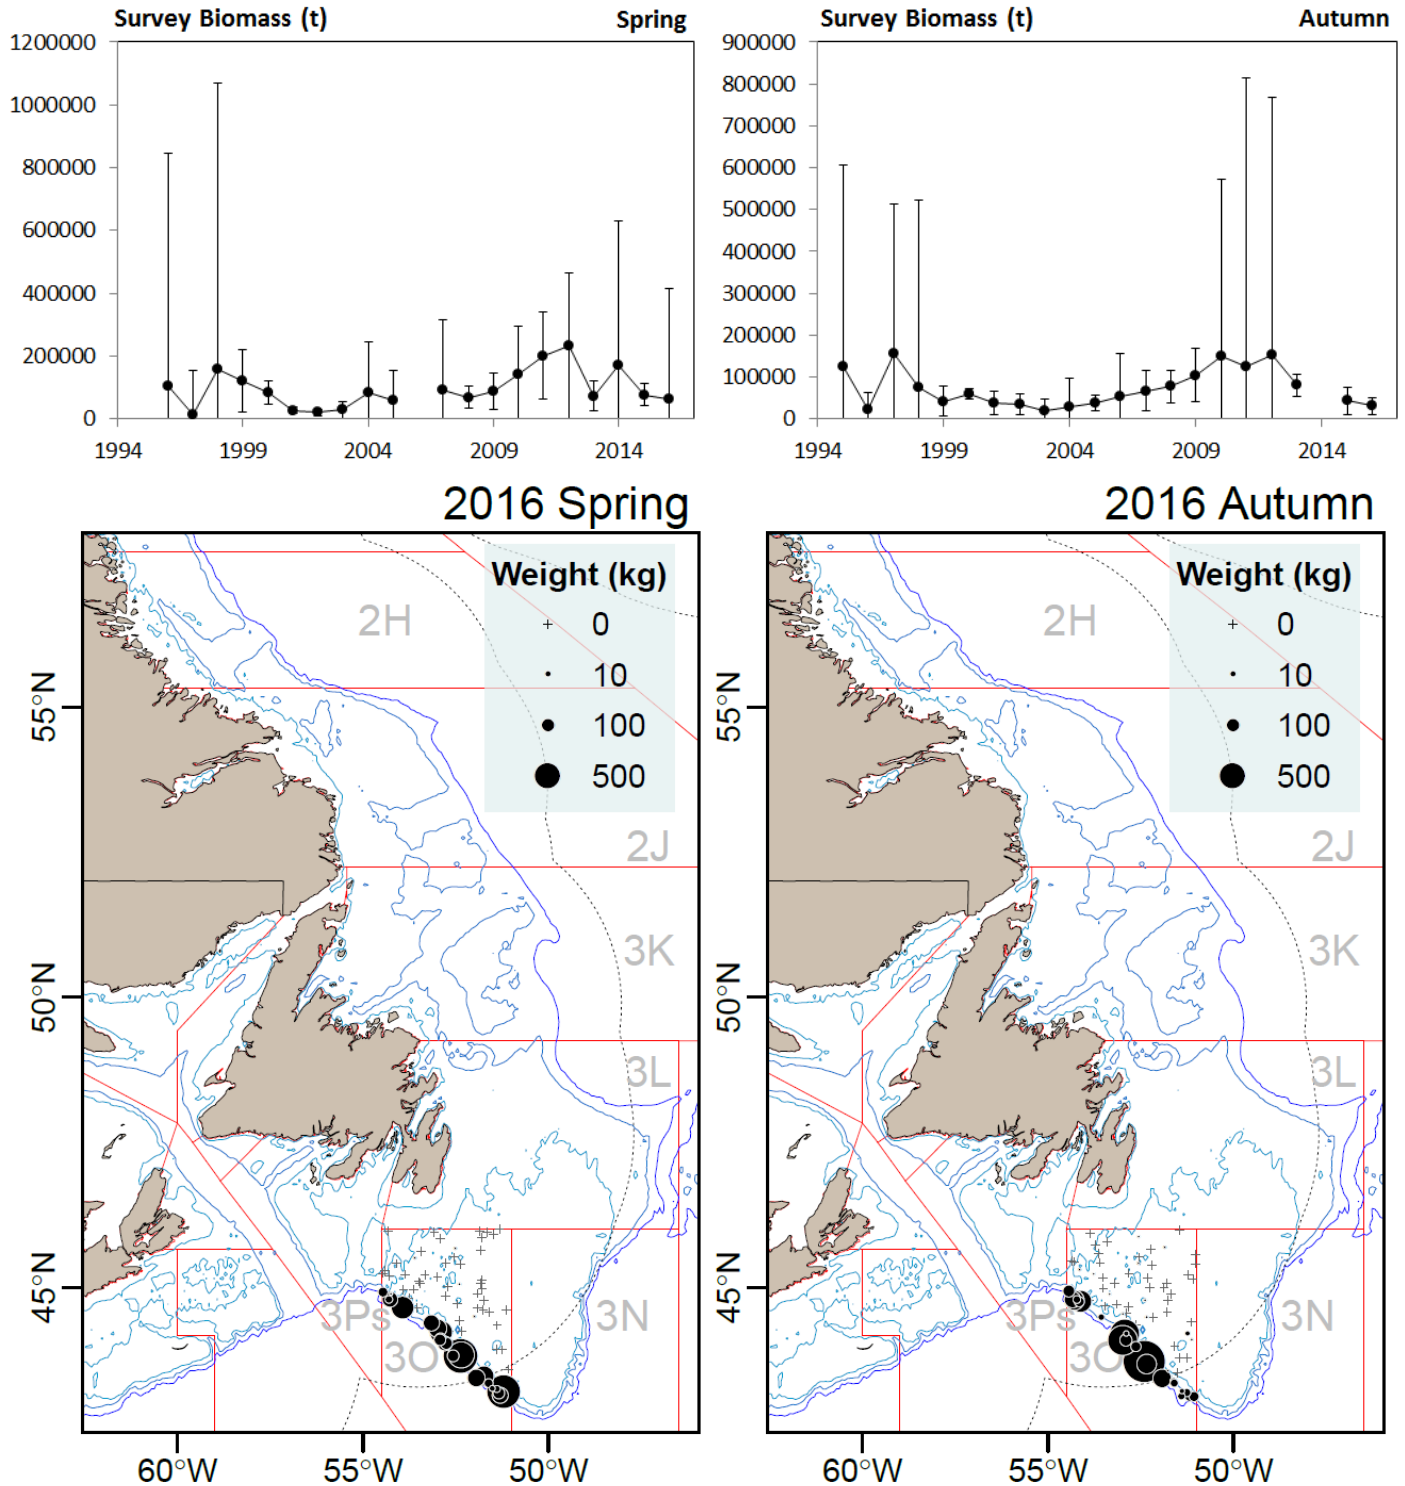 Survey Biomass (t) Spring
1200000
1000000
800000
600000
400000
200000
0
1994 1999 2004 2009 2014
Survey Biomass (t) Autumn
900000
800000
700000
600000
500000
400000
300000
200000
100000
0
1994 1999 2004 2009 2014
2016 Spring
Weight (kg)
0
10
100
500
2H
2J
3K
3L
3N
3Ps
3O
55°N
50°N
45°N
60°W 55°W 50°W
2016 Autumn
Weight (kg)
0
10
100
500
2H
2J
3K
3L
3N
3Ps
3O
55°N
50°N
45°N
60°W 55°W 50°W